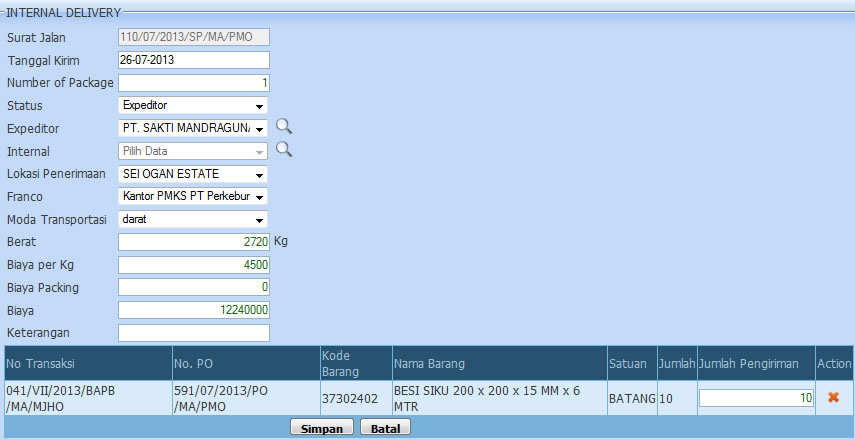 INTERNAL DELIVERY
Surat Jalan 110/07/2013/SP/MA/PMO
Tanggal Kirim 26-07-2013
Number of Package 1
Status Expeditor
Expeditor PT. SAKTI MANDRAGUNA
Internal Pilih Data
Lokasi Penerimaan SEI OGAN ESTATE
Franco Kantor PMKS PT Perkebur
Moda Transportasi darat
Berat 2720 Kg
Biaya per Kg 4500
Biaya Packing 0
Biaya 12240000
Keterangan
No Transaksi No. PO Kode Barang Nama Barang Satuan Jumlah Jumlah Pengiriman Action
041/VII/2013/BAPB 591/07/2013/PO 37302402 BESI SIKU 200 x 200 x 15 MM x 6 BATANG 10 10
/MA/MJHO /MA/PMO MTR
Simpan Batal